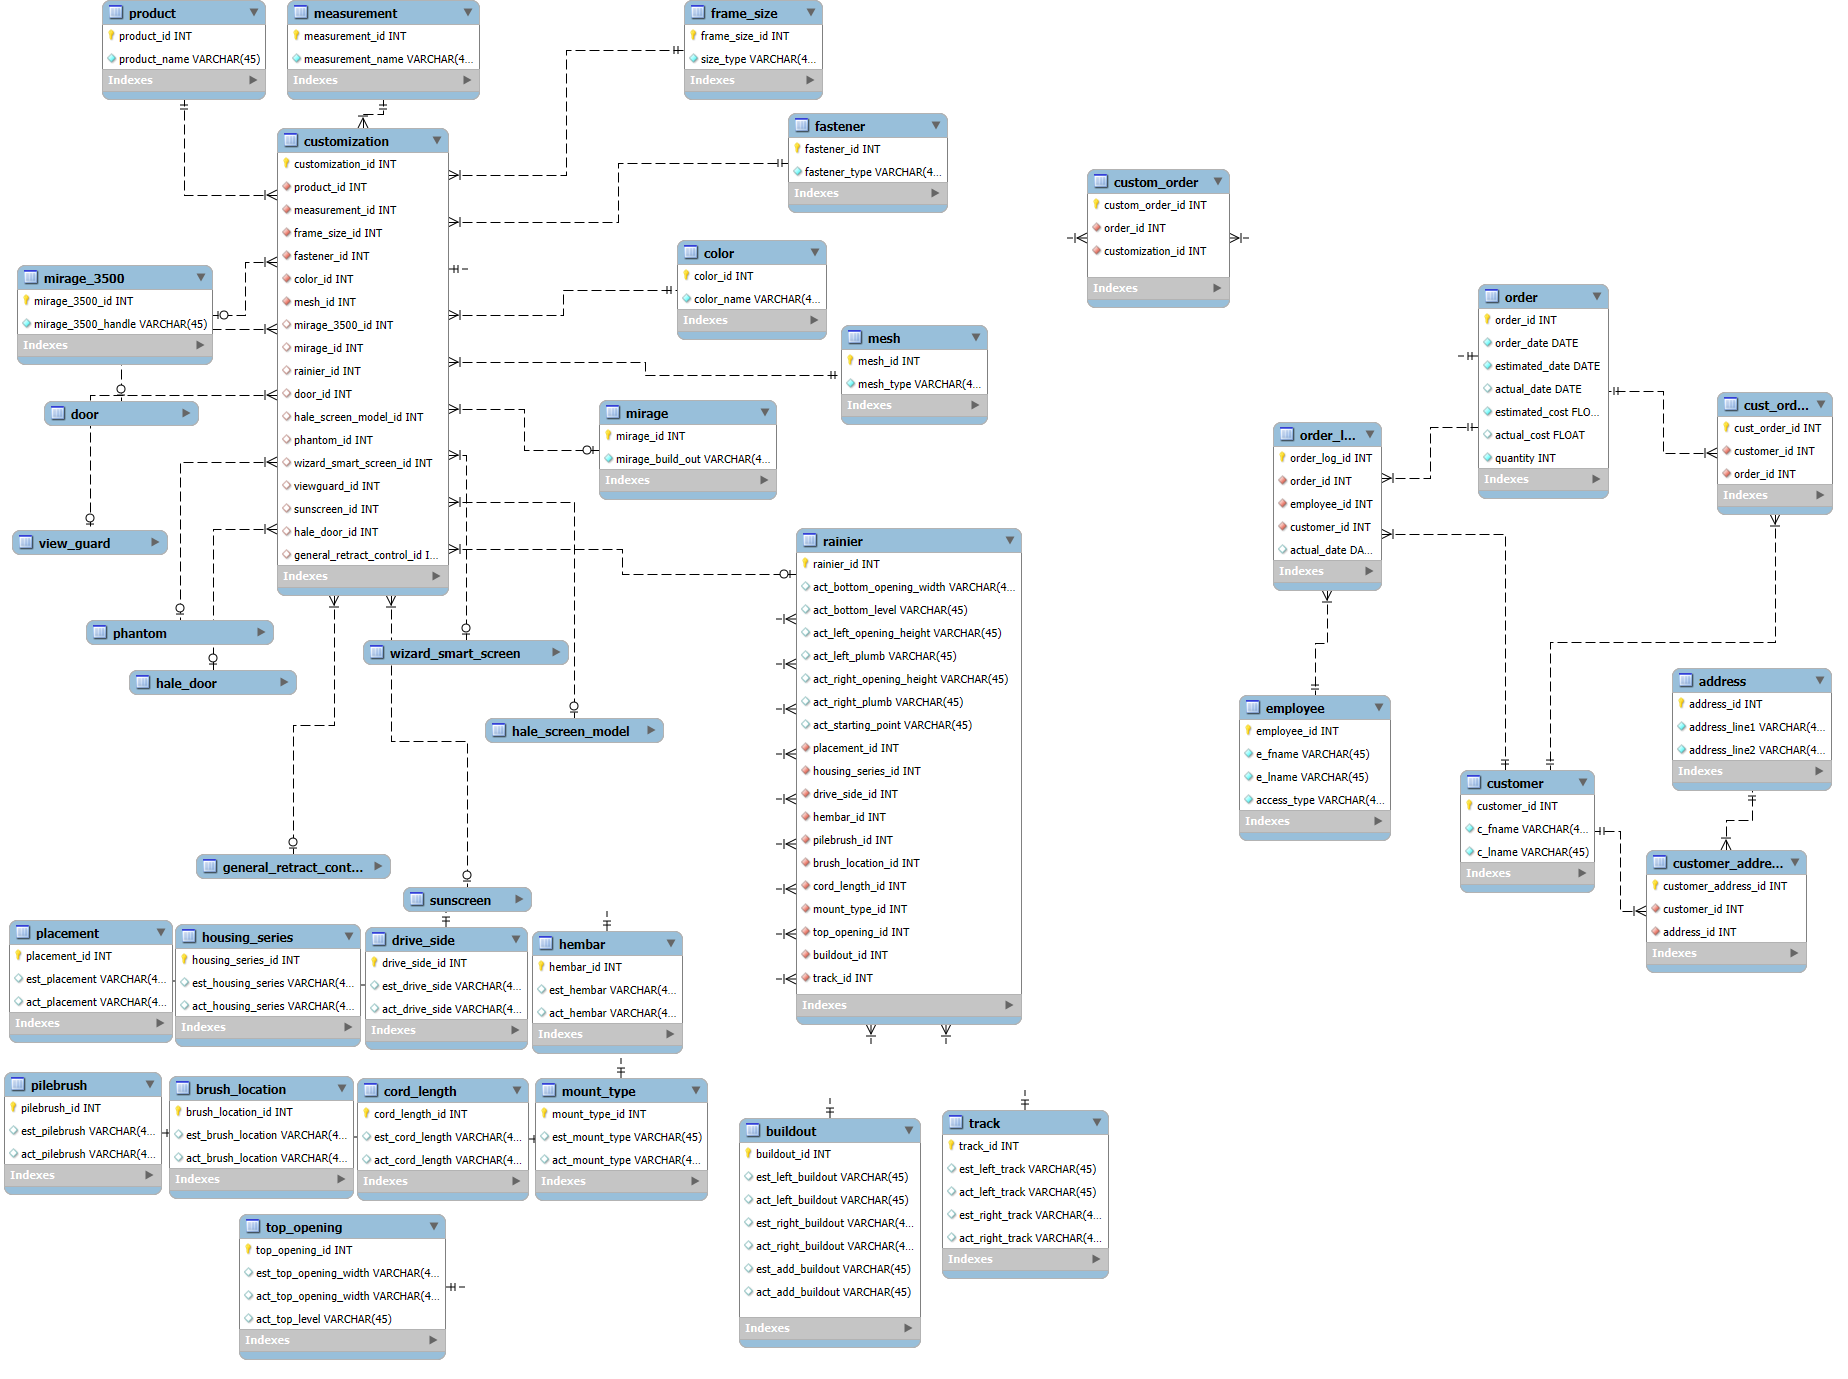 product
product_id INT
product_name VARCHAR(45)
Indexes
measurement
measurement_id INT
measurement_name VARCHAR(4...
Indexes
frame_size
frame_size_id INT
size_type VARCHAR(4...
Indexes
fastener
fastener_id INT
fastener_type VARCHAR(4...
Indexes
customization
customization_id INT
product_id INT
measurement_id INT
frame_size_id INT
fastener_id INT
color_id INT
mesh_id INT
mirage_3500_id INT
mirage_id INT
rainier_id INT
door_id INT
hale_screen_model_id INT
phantom_id INT
wizard_smart_screen_id INT
viewguard_id INT
sunscreen_id INT
hale_door_id INT
general_retract_control_id I...
Indexes
custom_order
custom_order_id INT
order_id INT
customization_id INT
Indexes
color
color_id INT
color_name VARCHAR(4...
Indexes
mirage_3500
mirage_3500_id INT
mirage_3500_handle VARCHAR(45)
Indexes
mesh
mesh_id INT
mesh_type VARCHAR(4...
Indexes
order
order_id INT
order_date DATE
estimated_date DATE
actual_date DATE
estimated_cost FLO...
actual_cost FLOAT
quantity INT
Indexes
cust_ord...
cust_order_id INT
customer_id INT
order_id INT
Indexes
door
mirage
mirage_id INT
mirage_build_out VARCHAR(4...
Indexes
order_l...
order_log_id INT
order_id INT
employee_id INT
customer_id INT
actual_date DA...
Indexes
view_guard
rainier
rainier_id INT
act_bottom_opening_width VARCHAR(4...
act_bottom_level VARCHAR(45)
act_left_opening_height VARCHAR(45)
act_left_plumb VARCHAR(45)
act_right_opening_height VARCHAR(45)
act_right_plumb VARCHAR(45)
act_starting_point VARCHAR(45)
placement_id INT
housing_series_id INT
drive_side_id INT
hembar_id INT
pilebrush_id INT
brush_location_id INT
cord_length_id INT
mount_type_id INT
top_opening_id INT
buildout_id INT
track_id INT
Indexes
phantom
wizard_smart_screen
hale_door
hale_screen_model
address
address_id INT
address_line1 VARCHAR(4...
address_line2 VARCHAR(4...
Indexes
employee
employee_id INT
e_fname VARCHAR(45)
e_lname VARCHAR(45)
access_type VARCHAR(4...
Indexes
customer
customer_id INT
c_fname VARCHAR(4...
c_lname VARCHAR(45)
Indexes
customer_addre...
customer_address_id INT
customer_id INT
address_id INT
Indexes
general_retract_cont...
sunscreen
placement
placement_id INT
est_placement VARCHAR(4...
act_placement VARCHAR(4...
Indexes
housing_series
housing_series_id INT
est_housing_series VARCHAR(4...
act_housing_series VARCHAR(4...
Indexes
drive_side
drive_side_id INT
est_drive_side VARCHAR(4...
act_drive_side VARCHAR(4...
Indexes
hembar
hembar_id INT
est_hembar VARCHAR(4...
act_hembar VARCHAR(4...
Indexes
pilebrush
pilebrush_id INT
est_pilebrush VARCHAR(4...
act_pilebrush VARCHAR(4...
Indexes
brush_location
brush_location_id INT
est_brush_location VARCHAR(4...
act_brush_location VARCHAR(4...
Indexes
cord_length
cord_length_id INT
est_cord_length VARCHAR(4...
act_cord_length VARCHAR(4...
Indexes
mount_type
mount_type_id INT
est_mount_type VARCHAR(45)
act_mount_type VARCHAR(4...
Indexes
buildout
buildout_id INT
est_left_buildout VARCHAR(45)
act_left_buildout VARCHAR(45)
est_right_buildout VARCHAR(4...
act_right_buildout VARCHAR(4...
est_add_buildout VARCHAR(45)
act_add_buildout VARCHAR(45)
Indexes
track
track_id INT
est_left_track VARCHAR(45)
act_left_track VARCHAR(45)
est_right_track VARCHAR(4...
act_right_track VARCHAR(4...
Indexes
top_opening
top_opening_id INT
est_top_opening_width VARCHAR(4...
act_top_opening_width VARCHAR(4...
act_top_level VARCHAR(45)
Indexes